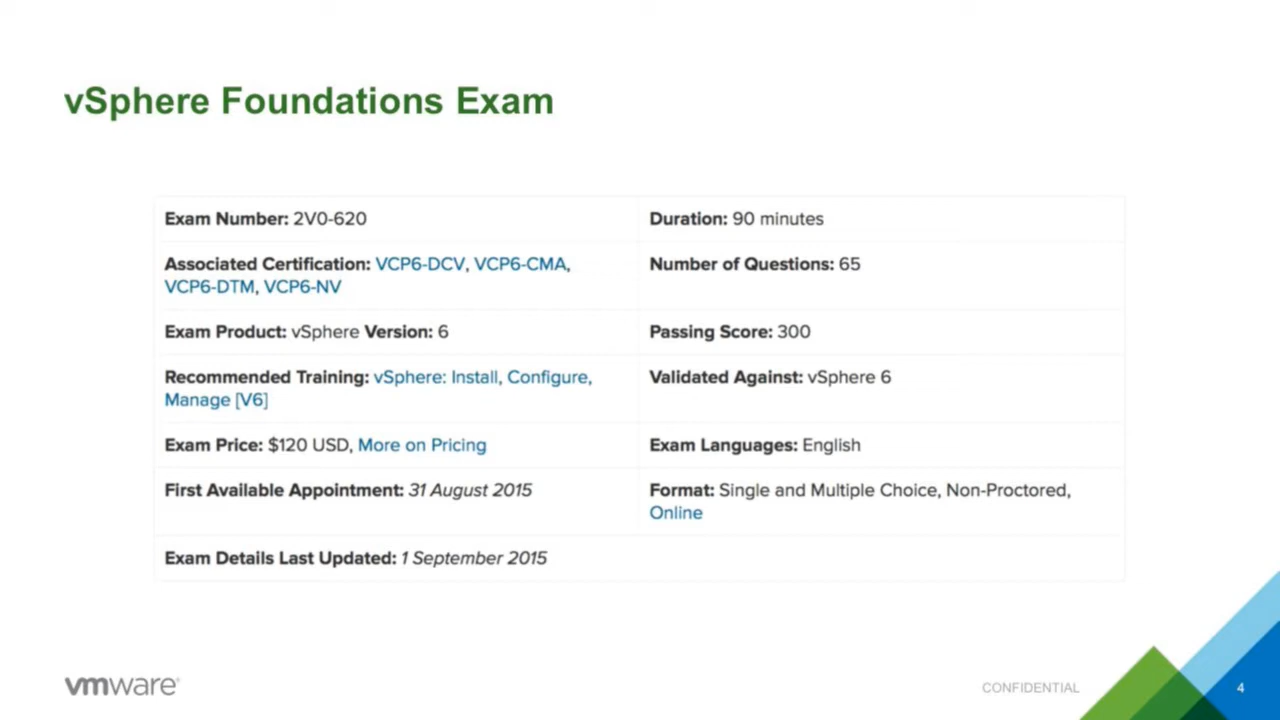 vSphere Foundations Exam
Exam Number: 2V0-620
Duration: 90 minutes
Associated Certification: VCP6-DCV, VCP6-CMA,
VCP6-DTM, VCP6-NV
Number of Questions: 65
Exam Product: vSphere Version: 6
Passing Score: 300
Recommended Training: vSphere: Install, Configure,
Manage [V6]
Validated Against: vSphere 6
Exam Price: $120 USD, More on Pricing
Exam Languages: English
First Available Appointment: 31 August 2015
Format: Single and Multiple Choice, Non-Proctored,
Online
Exam Details Last Updated: 1 September 2015
vmware
CONFIDENTIAL
4